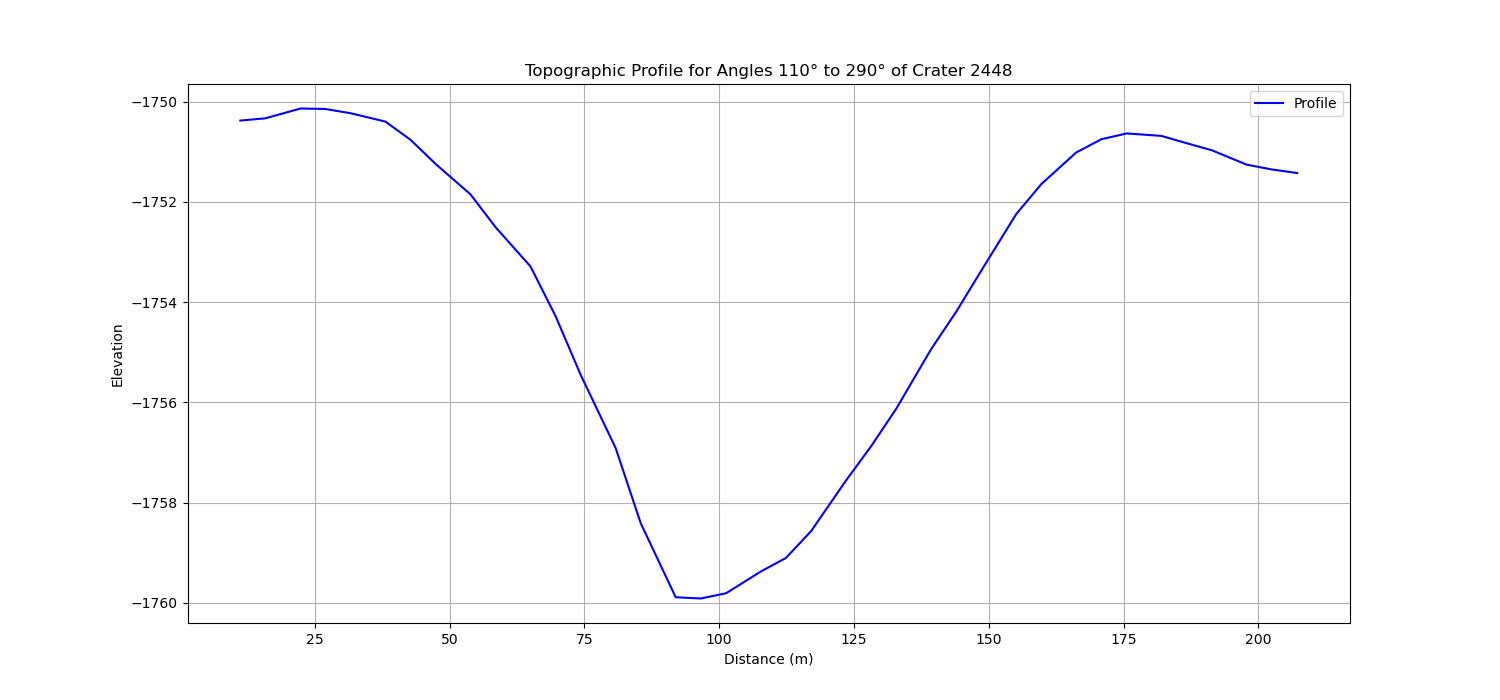 Topographic Profile for Angles 110° to 290° of Crater 2448
Profile
−1750
−1752
−1754
−1756
−1758
−1760
Elevation
25 50 75 100 125 150 175 200
Distance (m)